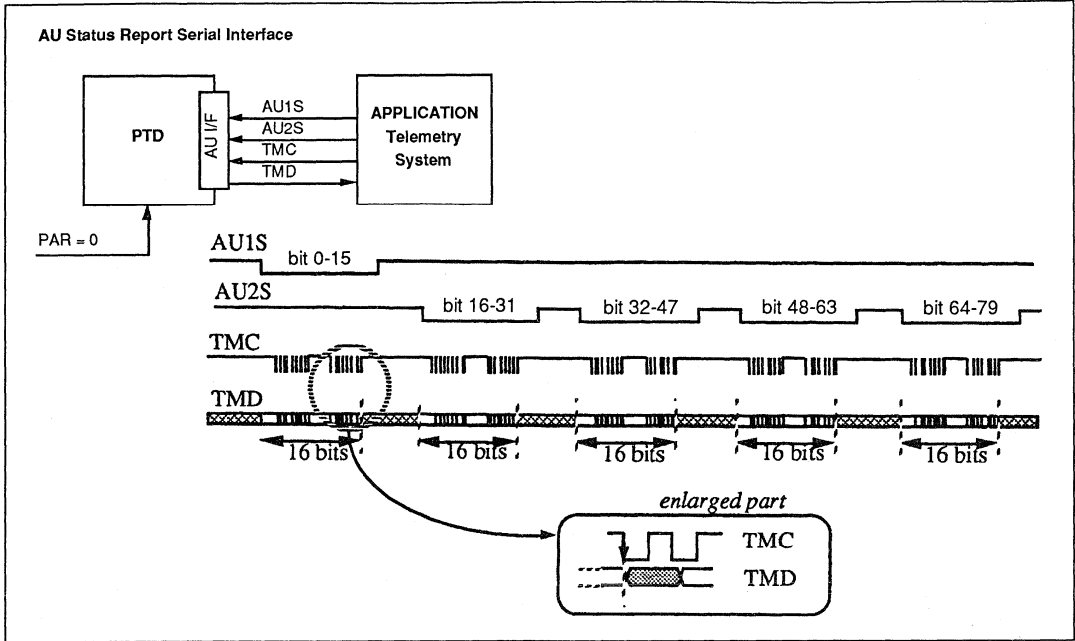 AU Status Report Serial Interface
PTD
AU I/F
AU1S
AU2S
TMC
TMD
APPLICATION
Telemetry
System
PAR = 0
AU1S
bit 0-15
AU2S
bit 16-31
bit 32-47
bit 48-63
bit 64-79
TMC
TMD
16 bits
16 bits
16 bits
16 bits
16 bits
enlarged part
TMC
TMD